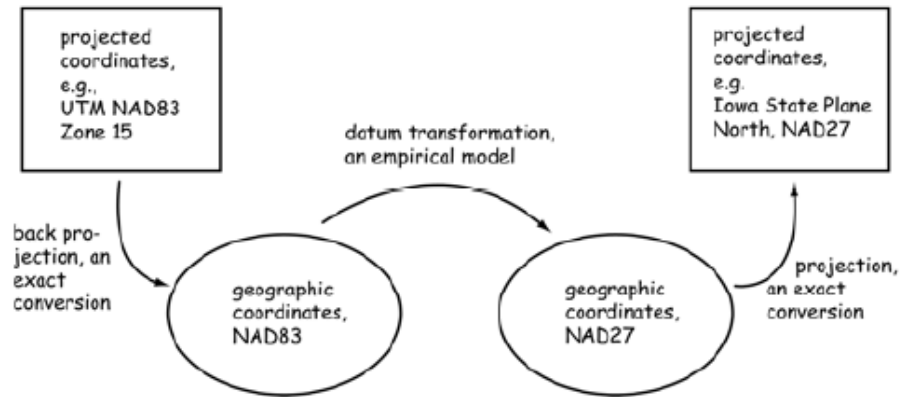 projected
coordinates,
e.g.,
UTM NAD83
Zone 15
projected
coordinates,
e.g.
Iowa State Plane
North, NAD27
datum transformation,
an empirical model
back pro-
jection, an
exact
conversion
geographic
coordinates,
NAD83
geographic
coordinates,
NAD27
projection,
an exact
conversion